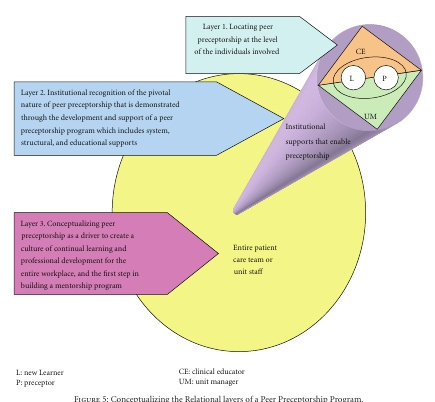 Layer 1. Locating peer
preceptorship at the level
of the individuals involved
CE
L
P
UM
Layer 2. Institutional recognition of the pivotal
nature of peer preceptorship that is demonstrated
through the development and support of a peer
preceptorship program which includes system,
structural, and educational supports
Institutional
supports that enable
preceptorship
Layer 3. Conceptualizing peer
preceptorship as a driver to create a
culture of continual learning and
professional development for the
entire workplace, and the first step in
building a mentorship program
Entire patient
care team or
unit staff
L: new Learner
P: preceptor
CE: clinical educator
UM: unit manager
FIGURE 5: Conceptualizing the Relational layers of a Peer Preceptorship Program.